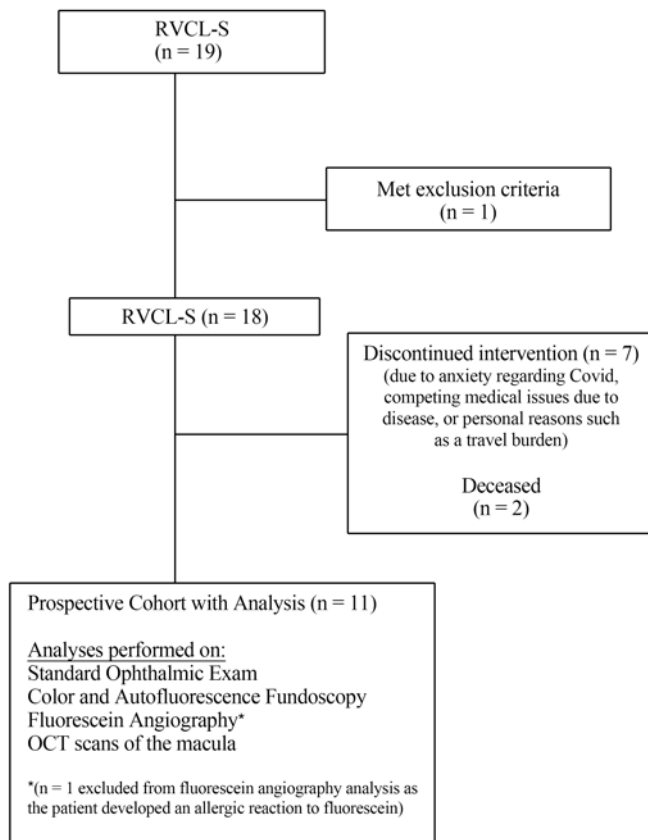 RVCL-S
(n = 19)
Met exclusion criteria
(n = 1)
RVCL-S (n = 18)
Discontinued intervention (n = 7)
(due to anxiety regarding Covid,
competing medical issues due to
disease, or personal reasons such
as a travel burden)
Deceased
(n = 2)
Prospective Cohort with Analysis (n = 11)
Analyses performed on:
Standard Ophthalmic Exam
Color and Autofluorescence Fundoscopy
Fluorescein Angiography*
OCT scans of the macula
*(n = 1 excluded from fluorescein angiography analysis as
the patient developed an allergic reaction to fluorescein)